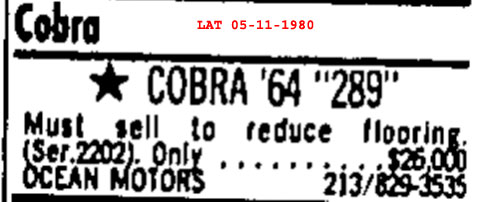 Cobra
LAT 05-11-1980
★ COBRA '64 "289"
Must sell to reduce flooring.
(Ser.2202). Only ..........$26,000
OCEAN MOTORS 213/829-3535